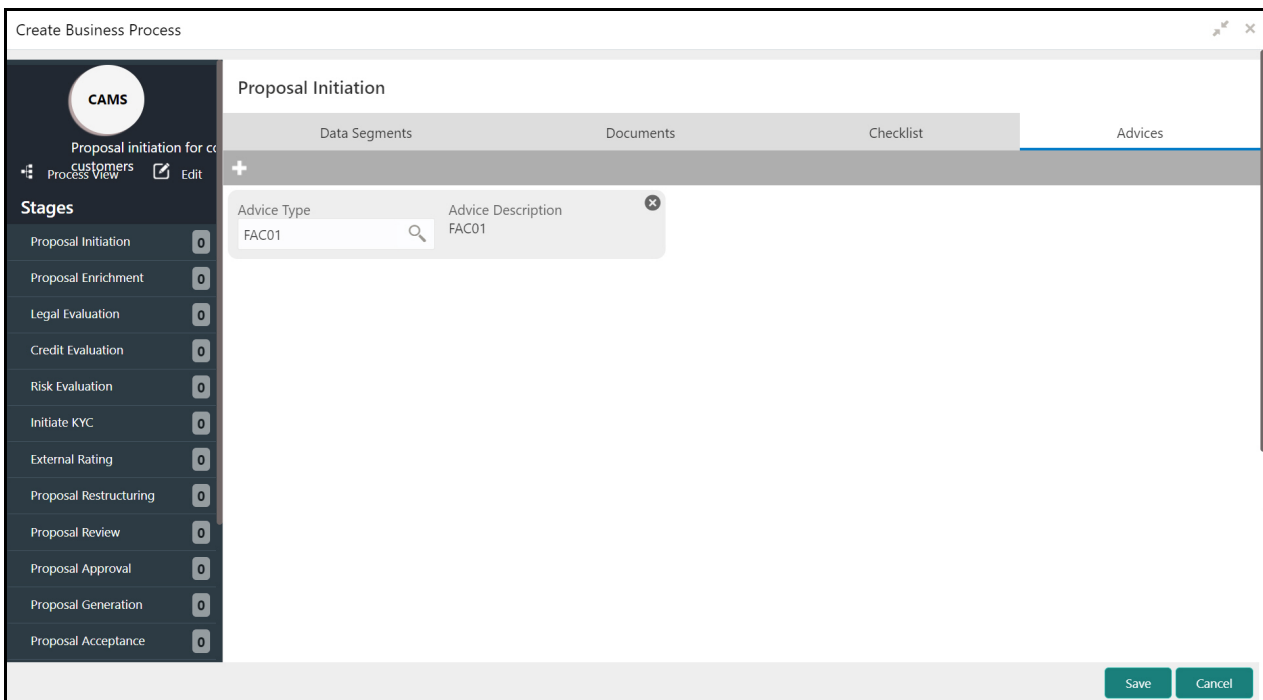 Create Business Process
CAMS
Proposal initiation for co
customers
Process View
Edit
Stages
Proposal Initiation 0
Proposal Enrichment 0
Legal Evaluation 0
Credit Evaluation 0
Risk Evaluation 0
Initiate KYC 0
External Rating 0
Proposal Restructuring 0
Proposal Review 0
Proposal Approval 0
Proposal Generation 0
Proposal Acceptance 0
Proposal Initiation
Data Segments Documents Checklist Advices
Advice Type Advice Description
FAC01 FAC01
Save Cancel